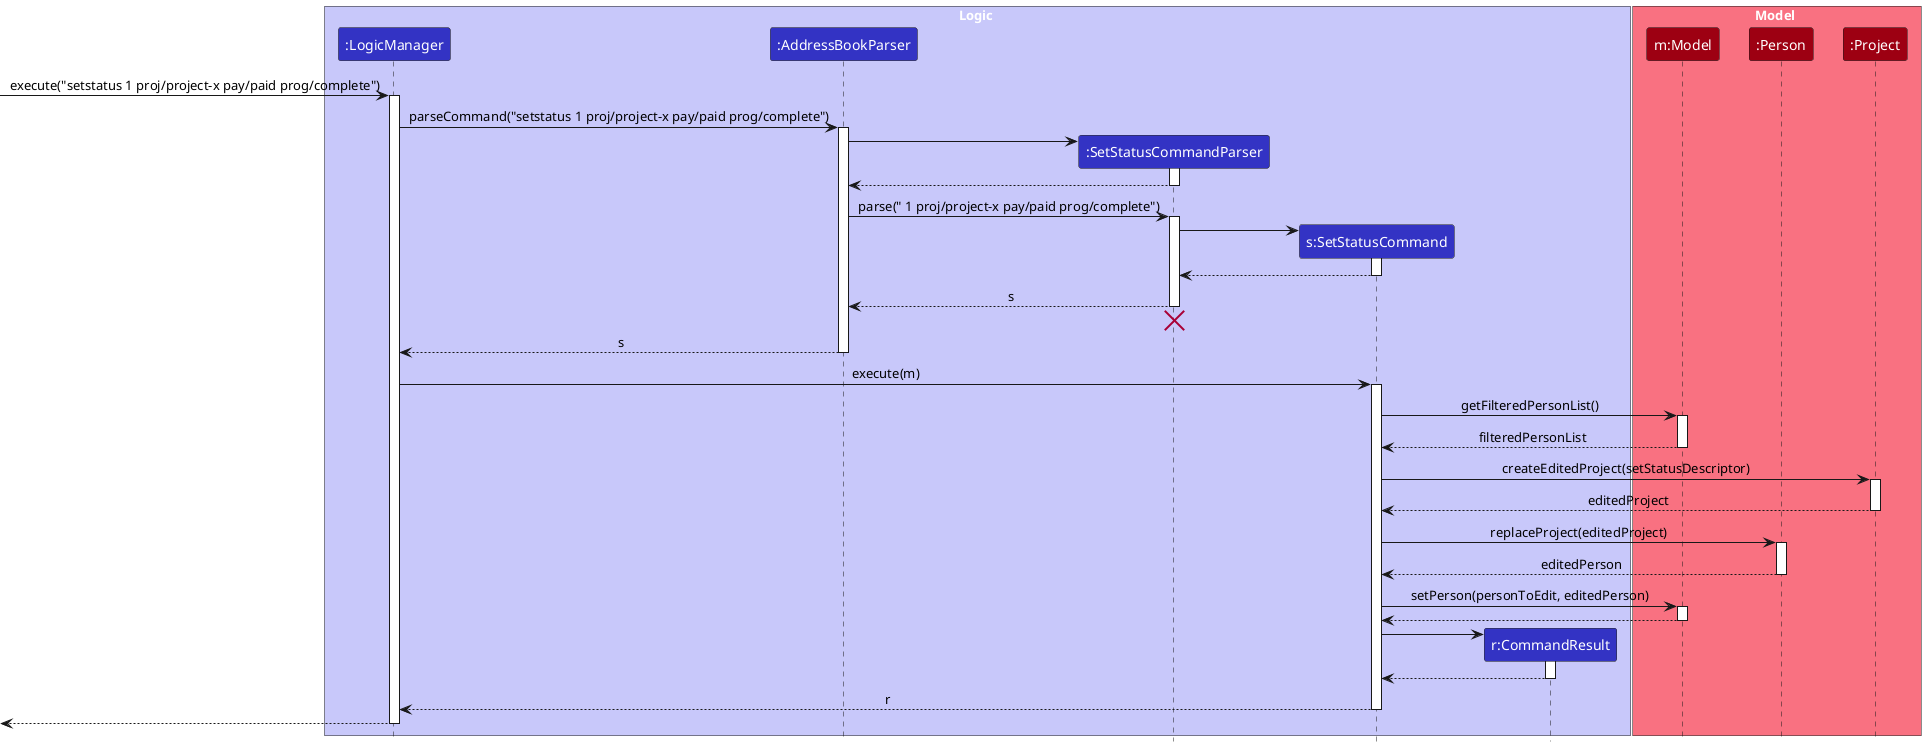 Logic
Model
:LogicManager
:AddressBookParser
m:Model
:Person
:Project
execute("setstatus 1 proj/project-x pay/paid prog/complete")
parseCommand("setstatus 1 proj/project-x pay/paid prog/complete")
:SetStatusCommandParser
parse(" 1 proj/project-x pay/paid prog/complete")
s:SetStatusCommand
s
s
execute(m)
getFilteredPersonList()
filteredPersonList
createEditedProject(setStatusDescriptor)
editedProject
replaceProject(editedProject)
editedPerson
setPerson(personToEdit, editedPerson)
r:CommandResult
r